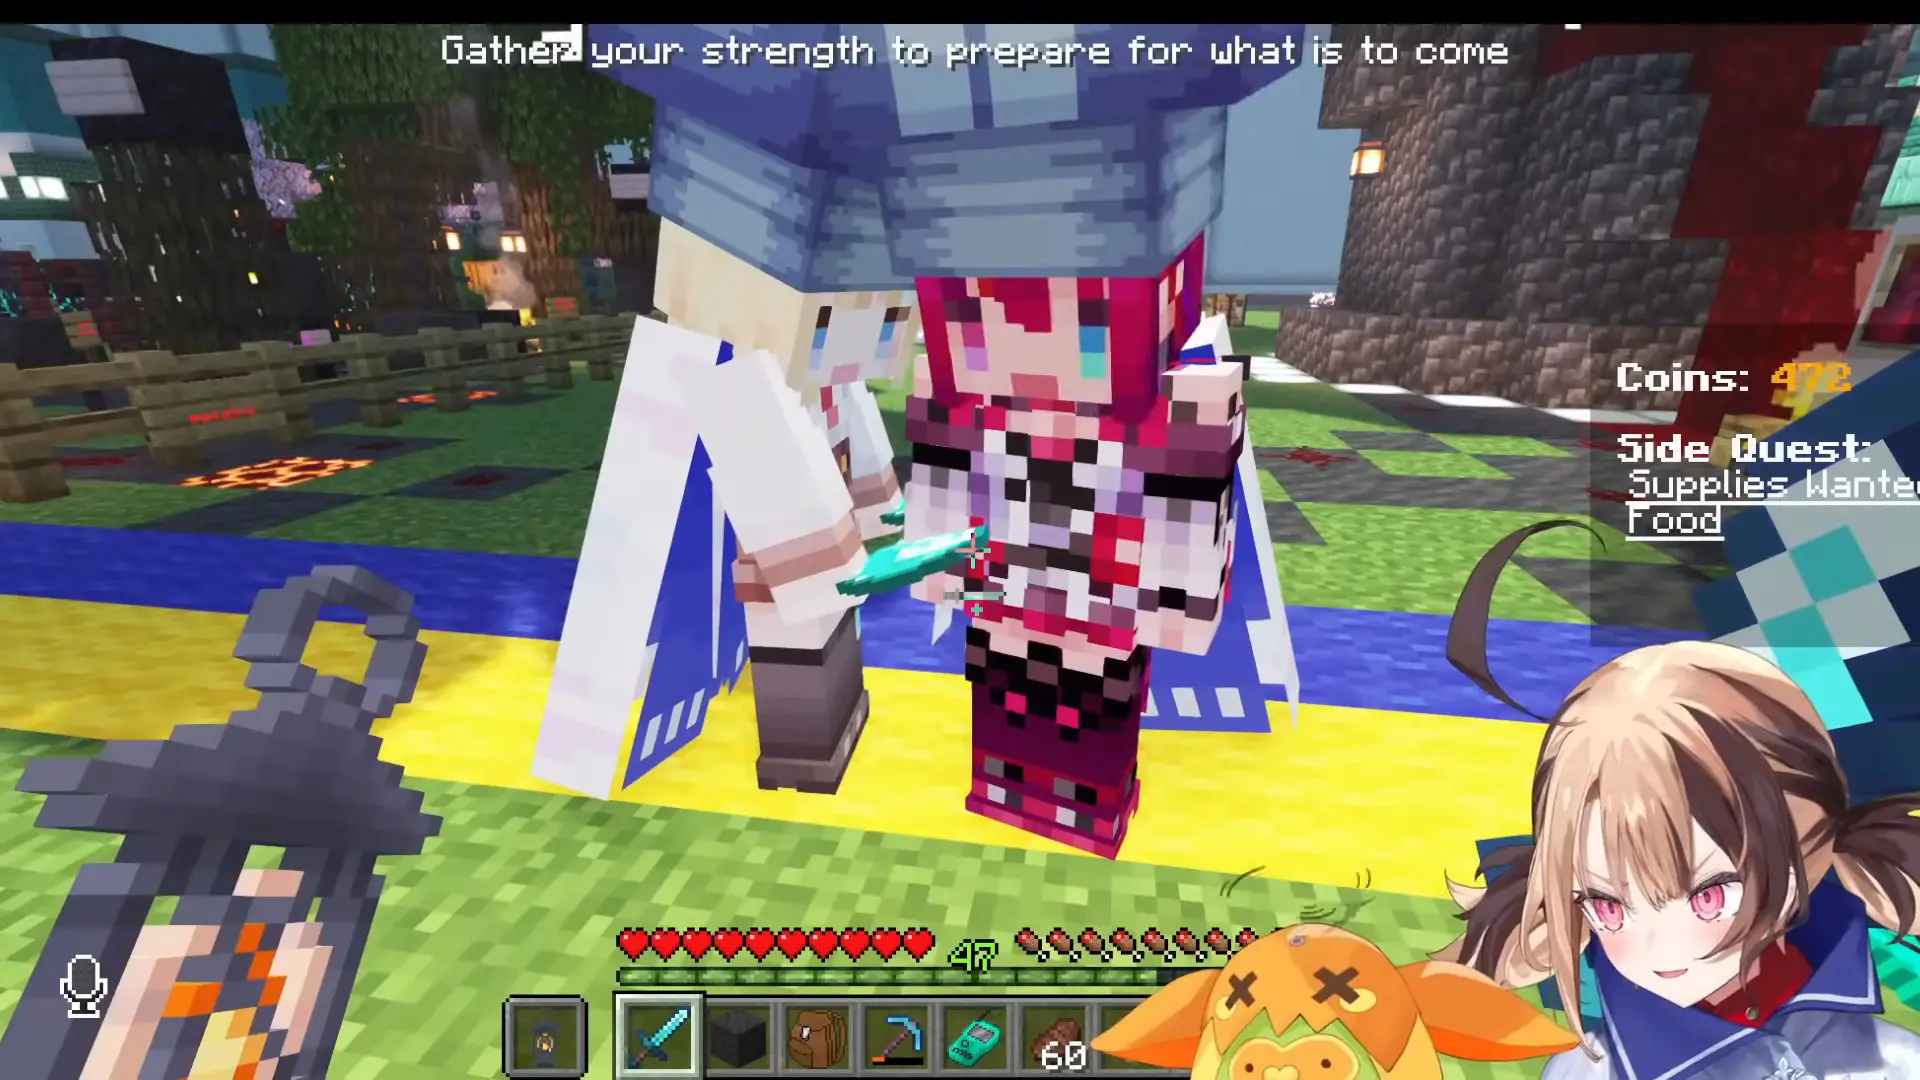 Gather your strength to prepare for what is to come
Coins: 472
Side Quest:
Supplies Wante
Food
47
60